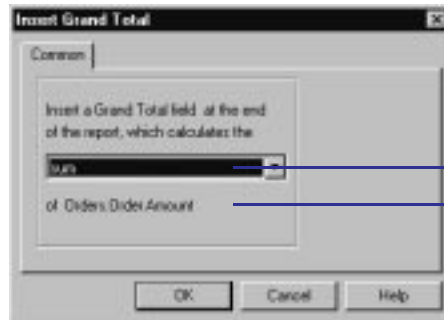 Insert Grand Total
Common
Insert a Grand Total field at the end
of the report, which calculates the
sum
of Orders.Order Amount
OK Cancel Help